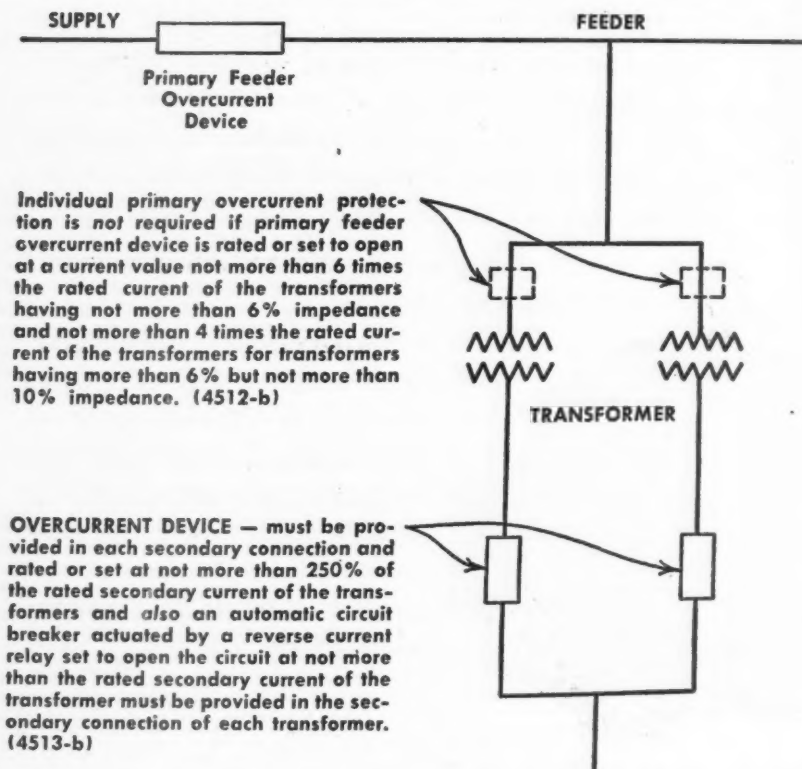 SUPPLY
FEEDER
Primary Feeder
Overcurrent
Device
Individual primary overcurrent protec-
tion is not required if primary feeder
overcurrent device is rated or set to open
at a current value not more than 6 times
the rated current of the transformers
having not more than 6% impedance
and not more than 4 times the rated cur-
rent of the transformers for transformers
having more than 6% but not more than
10% impedance. (4512-b)
TRANSFORMER
OVERCURRENT DEVICE — must be pro-
vided in each secondary connection and
rated or set at not more than 250% of
the rated secondary current of the trans-
formers and also an automatic circuit
breaker actuated by a reverse current
relay set to open the circuit at not more
than the rated secondary current of the
transformer must be provided in the sec-
ondary connection of each transformer.
(4513-b)